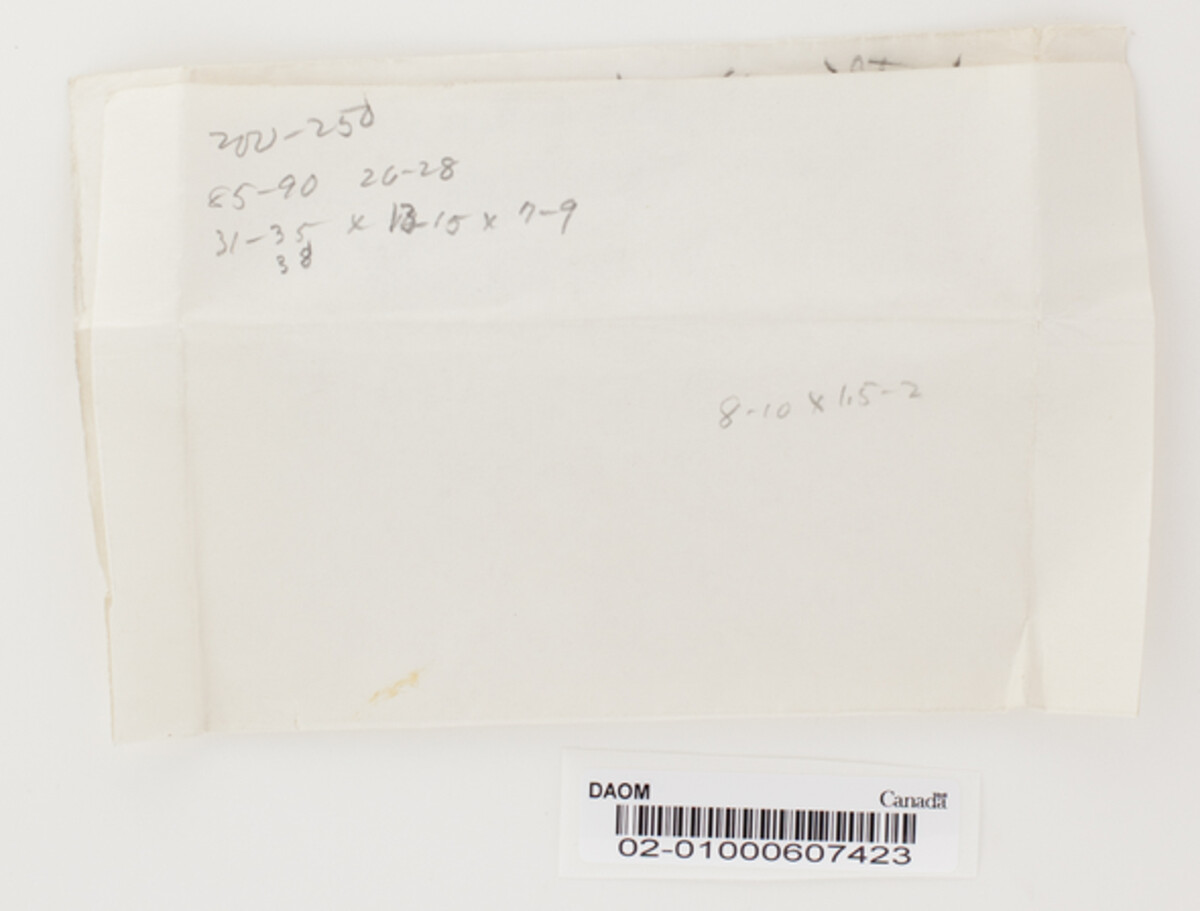 200-250
85-90 26-28
31-35 x 13-15 x 7-9
38
8-10 x 1.5-2
DAOM
Canada
02-01000607423